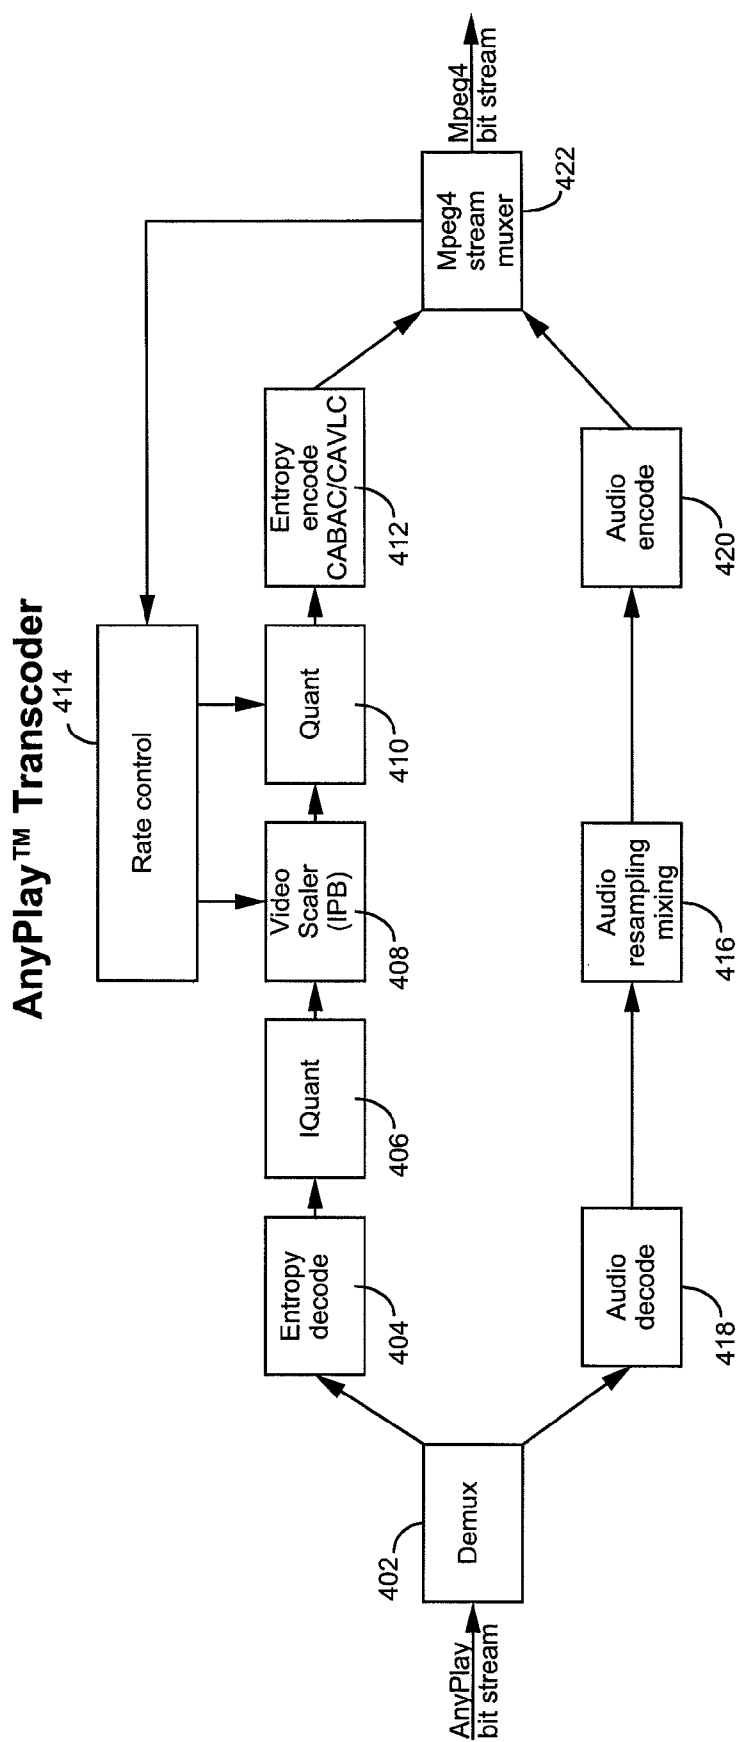 AnyPlay™ Transcoder
414
Rate control
AnyPlay
bit stream
402
Demux
Entropy
decode
404
IQuant
406
Video
Scaler
(IPB)
408
Quant
410
Entropy
encode
CABAC/CAVLC
412
Audio
decode
418
Audio
resampling
mixing
416
Audio
encode
420
Mpeg4
stream
muxer
422
Mpeg4
bit stream